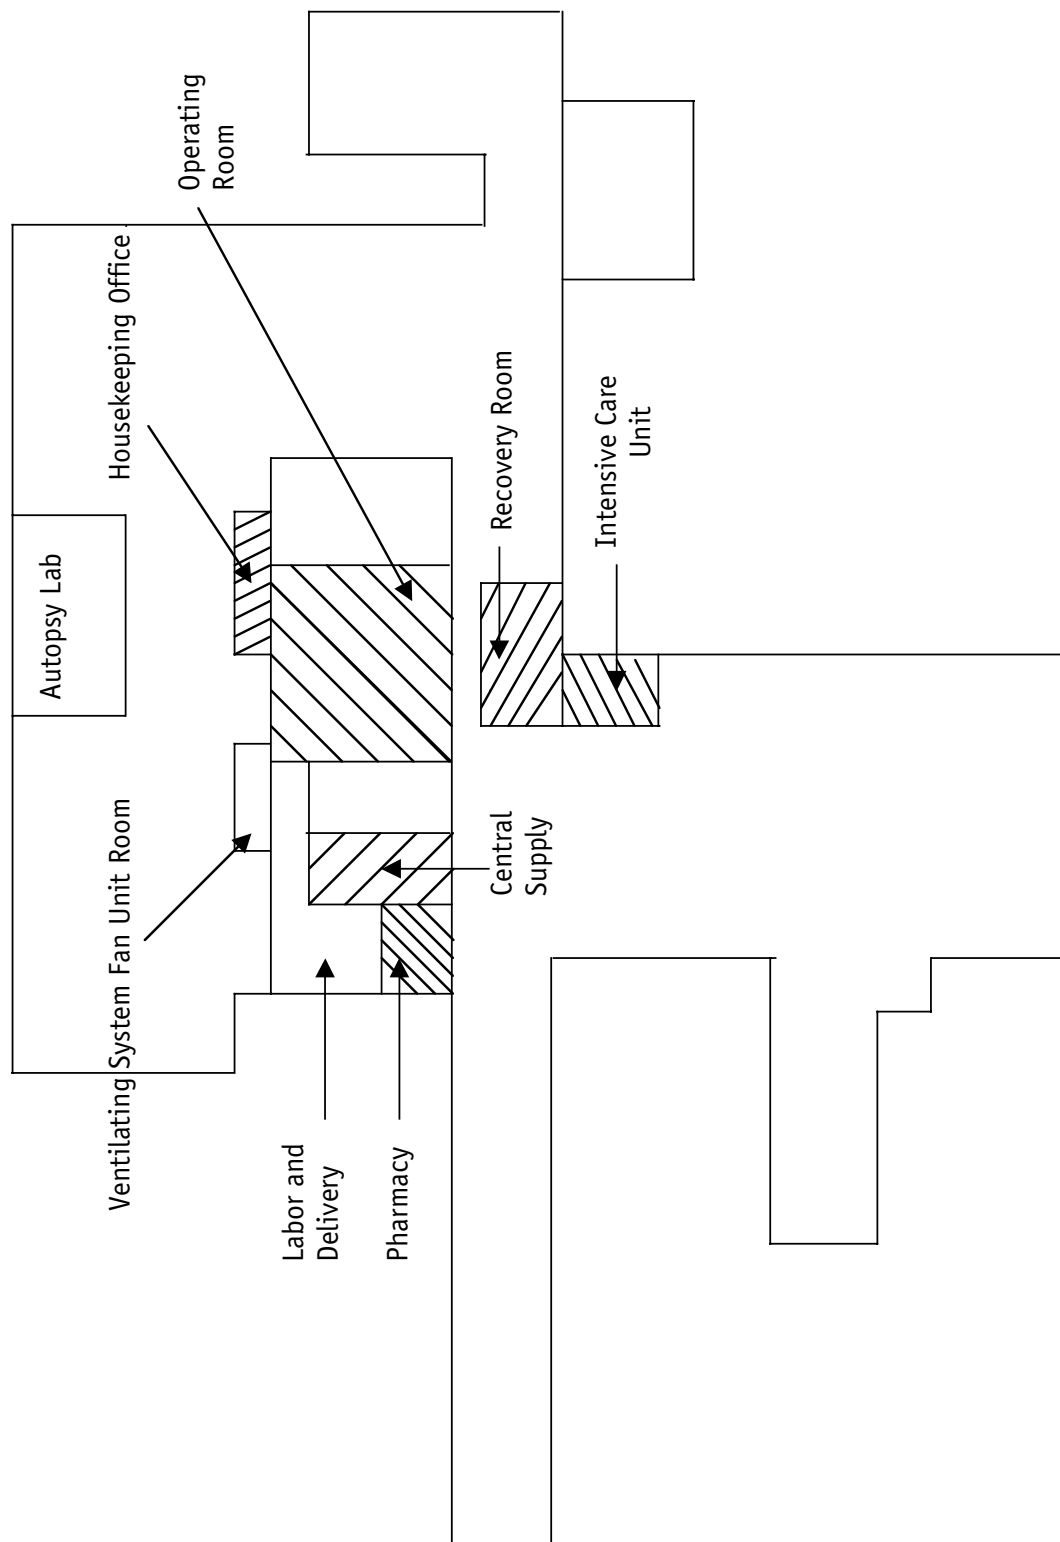 Autopsy Lab
Ventilating System Fan Unit Room
Housekeeping Office
Operating
Room
Labor and
Delivery
Pharmacy
Central
Supply
Recovery Room
Intensive Care
Unit